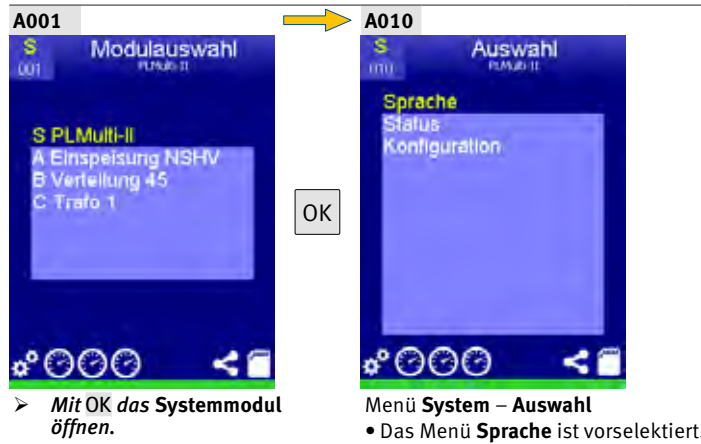 A001
S
001
Modulauswahl
PLMulti-II
S PLMulti-II
A Einspeisung NSHV
B Verteilung 45
C Trafo 1
➢ Mit OK das Systemmodul
öffnen.
OK
A010
S
010
Auswahl
PLMulti-II
Sprache
Status
Konfiguration
Menü System – Auswahl
• Das Menü Sprache ist vorselektiert.